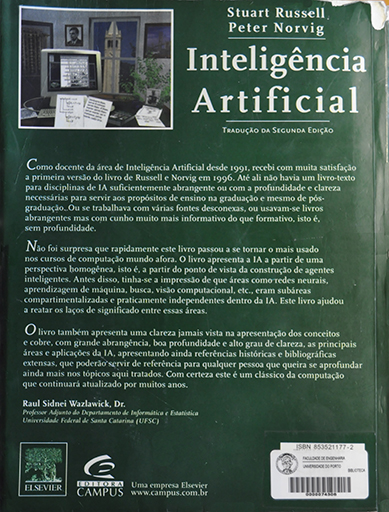 Stuart Russell
Peter Norvig
Inteligência
Artificial
TRADUÇÃO DA SEGUNDA EDIÇÃO
Como docente da área de Inteligência Artificial desde 1991, recebi com muita satisfação
a primeira versão do livro de Russell e Norvig em 1996. Até ali não havia um livro-texto
para disciplinas de IA suficientemente abrangente ou com a profundidade e clareza
necessárias para servir aos propósitos de ensino na graduação e mesmo de pós-
graduação. Ou se trabalhava com várias fontes desconexas, ou usavam-se livros
abrangentes mas com cunho muito mais informativo do que formativo, isto é,
sem profundidade.
Não foi surpresa que rapidamente este livro passou a se tornar o mais usado
nos cursos de computação mundo afora. O livro apresenta a IA a partir de uma
perspectiva homogênea, isto é, a partir do ponto de vista da construção de agentes
inteligentes. Antes disso, tinha-se a impressão de que áreas como redes neurais,
aprendizagem de máquina, busca, visão computacional, etc., eram subáreas
compartimentalizadas e praticamente independentes dentro da IA. Este livro ajudou
a reatar os laços de significado entre essas áreas.
O livro também apresenta uma clareza jamais vista na apresentação dos conceitos
e cobre, com grande abrangência, boa profundidade e alto grau de clareza, as principais
áreas e aplicações da IA, apresentando ainda referências históricas e bibliográficas
extensas, que poderão servir de referência para qualquer pessoa que queira se aprofundar
ainda mais nos tópicos aqui tratados. Com certeza este é um clássico da computação
que continuará atualizado por muitos anos.
Raul Sidnei Wazlawick, Dr.
Professor Adjunto do Departamento de Informática e Estatística
Universidade Federal de Santa Catarina (UFSC)
ISBN 853521177-2
FACULDADE DE ENGENHARIA
UNIVERSIDADE DO PORTO
BIBLIOTECA
0000074506
ELSEVIER
EDITORA
CAMPUS
Uma empresa Elsevier
www.campus.com.br